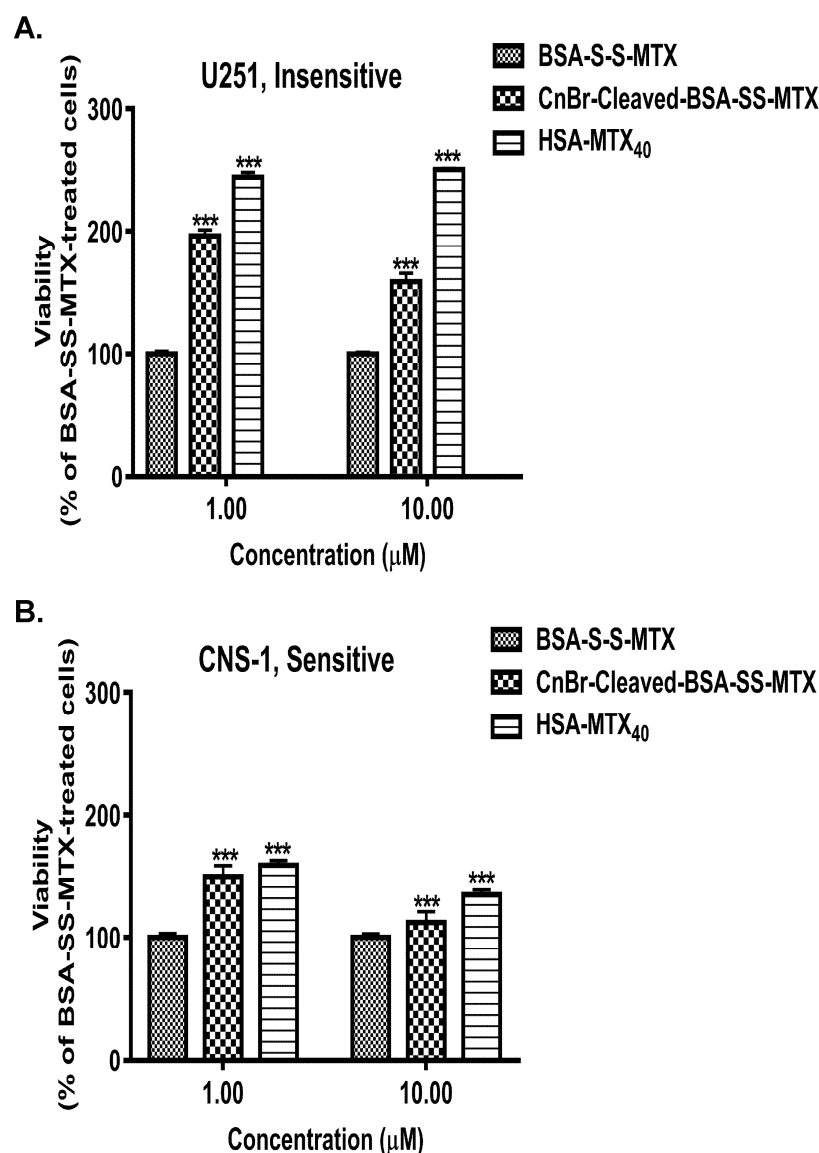 A.
U251, Insensitive
BSA-S-S-MTX
CnBr-Cleaved-BSA-SS-MTX
HSA-MTX40
Viability
(% of BSA-SS-MTX-treated cells)
300
200
100
0
***
***
***
***
1.00
10.00
Concentration (μM)
B.
CNS-1, Sensitive
BSA-S-S-MTX
CnBr-Cleaved-BSA-SS-MTX
HSA-MTX40
Viability
(% of BSA-SS-MTX-treated cells)
300
200
100
0
***
***
***
***
1.00
10.00
Concentration (μM)